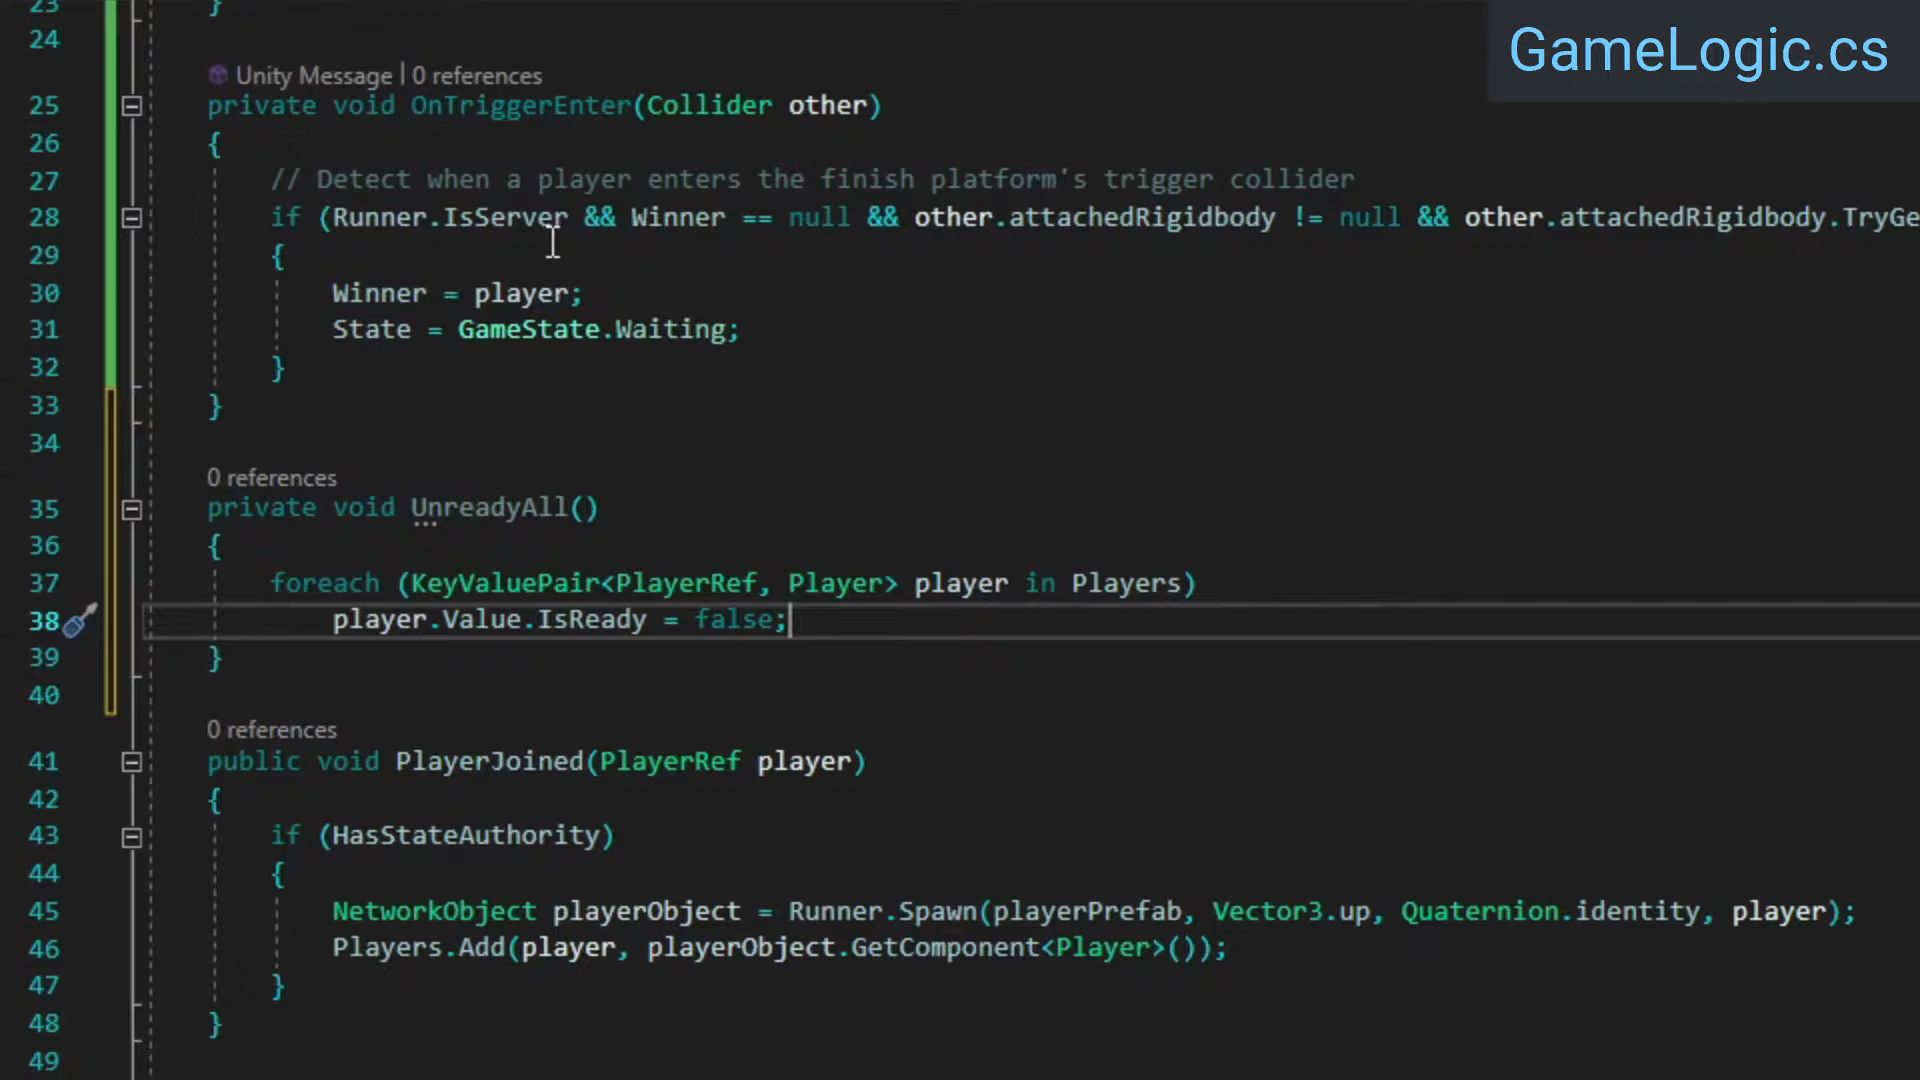 GameLogic.cs
23 }
24
Unity Message | 0 references
25 private void OnTriggerEnter(Collider other)
26 {
27 // Detect when a player enters the finish platform's trigger collider
28 if (Runner.IsServer && Winner == null && other.attachedRigidbody != null && other.attachedRigidbody.TryGe
29 {
30 Winner = player;
31 State = GameState.Waiting;
32 }
33 }
34
0 references
35 private void UnreadyAll()
36 {
37 foreach (KeyValuePair<PlayerRef, Player> player in Players)
38 player.Value.IsReady = false;
39 }
40
0 references
41 public void PlayerJoined(PlayerRef player)
42 {
43 if (HasStateAuthority)
44 {
45 NetworkObject playerObject = Runner.Spawn(playerPrefab, Vector3.up, Quaternion.identity, player);
46 Players.Add(player, playerObject.GetComponent<Player>());
47 }
48 }
49